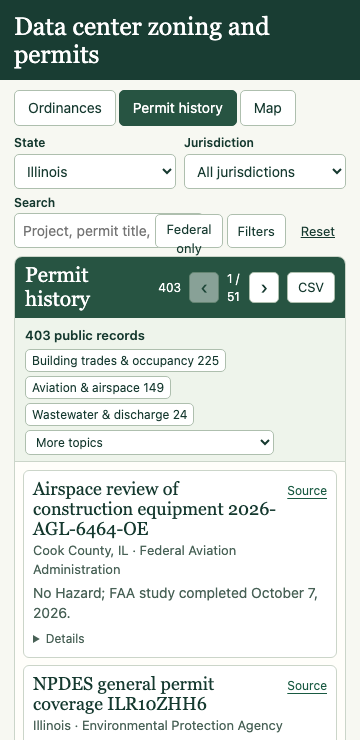 Data center zoning and
permits
Ordinances
Permit history
Map
State
Jurisdiction
Illinois
All jurisdictions
Search
Project, permit title,
Federal
only
Filters
Reset
Permit
history
403
‹
1 /
51
›
CSV
403 public records
Building trades & occupancy 225
Aviation & airspace 149
Wastewater & discharge 24
More topics
Airspace review of
construction equipment 2026-
AGL-6464-OE
Source
Cook County, IL · Federal Aviation
Administration
No Hazard; FAA study completed October 7,
2026.
Details
NPDES general permit
coverage ILR10ZHH6
Source
Illinois · Environmental Protection Agency